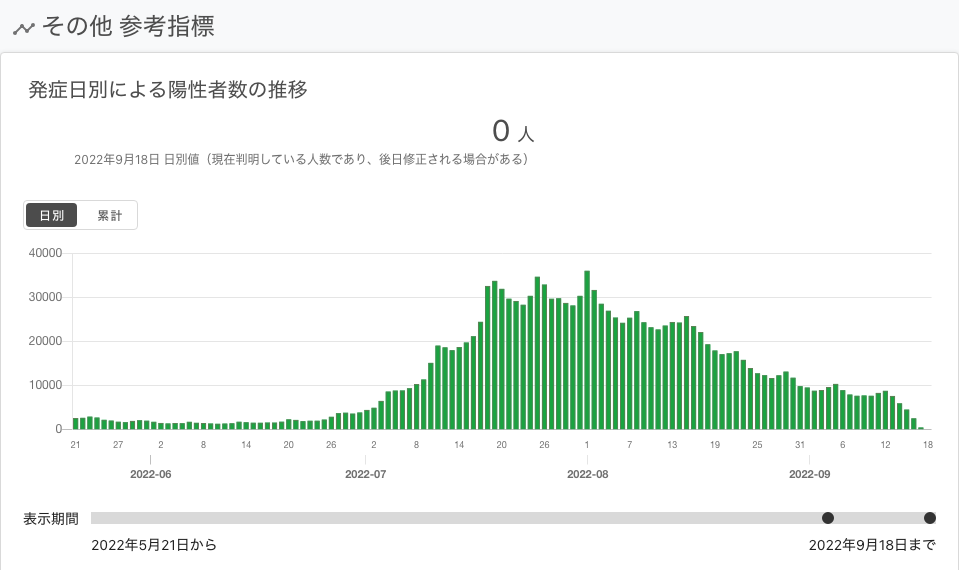 その他 参考指標
発症日別による陽性者数の推移
0 人
2022年9月18日 日別値（現在判明している人数であり、後日修正される場合がある）
日別 累計
40000
30000
20000
10000
0
21 27 2 8 14 20 26 2 8 14 20 26 1 7 13 19 25 31 6 12 18
2022-06 2022-07 2022-08 2022-09
表示期間
2022年5月21日から 2022年9月18日まで